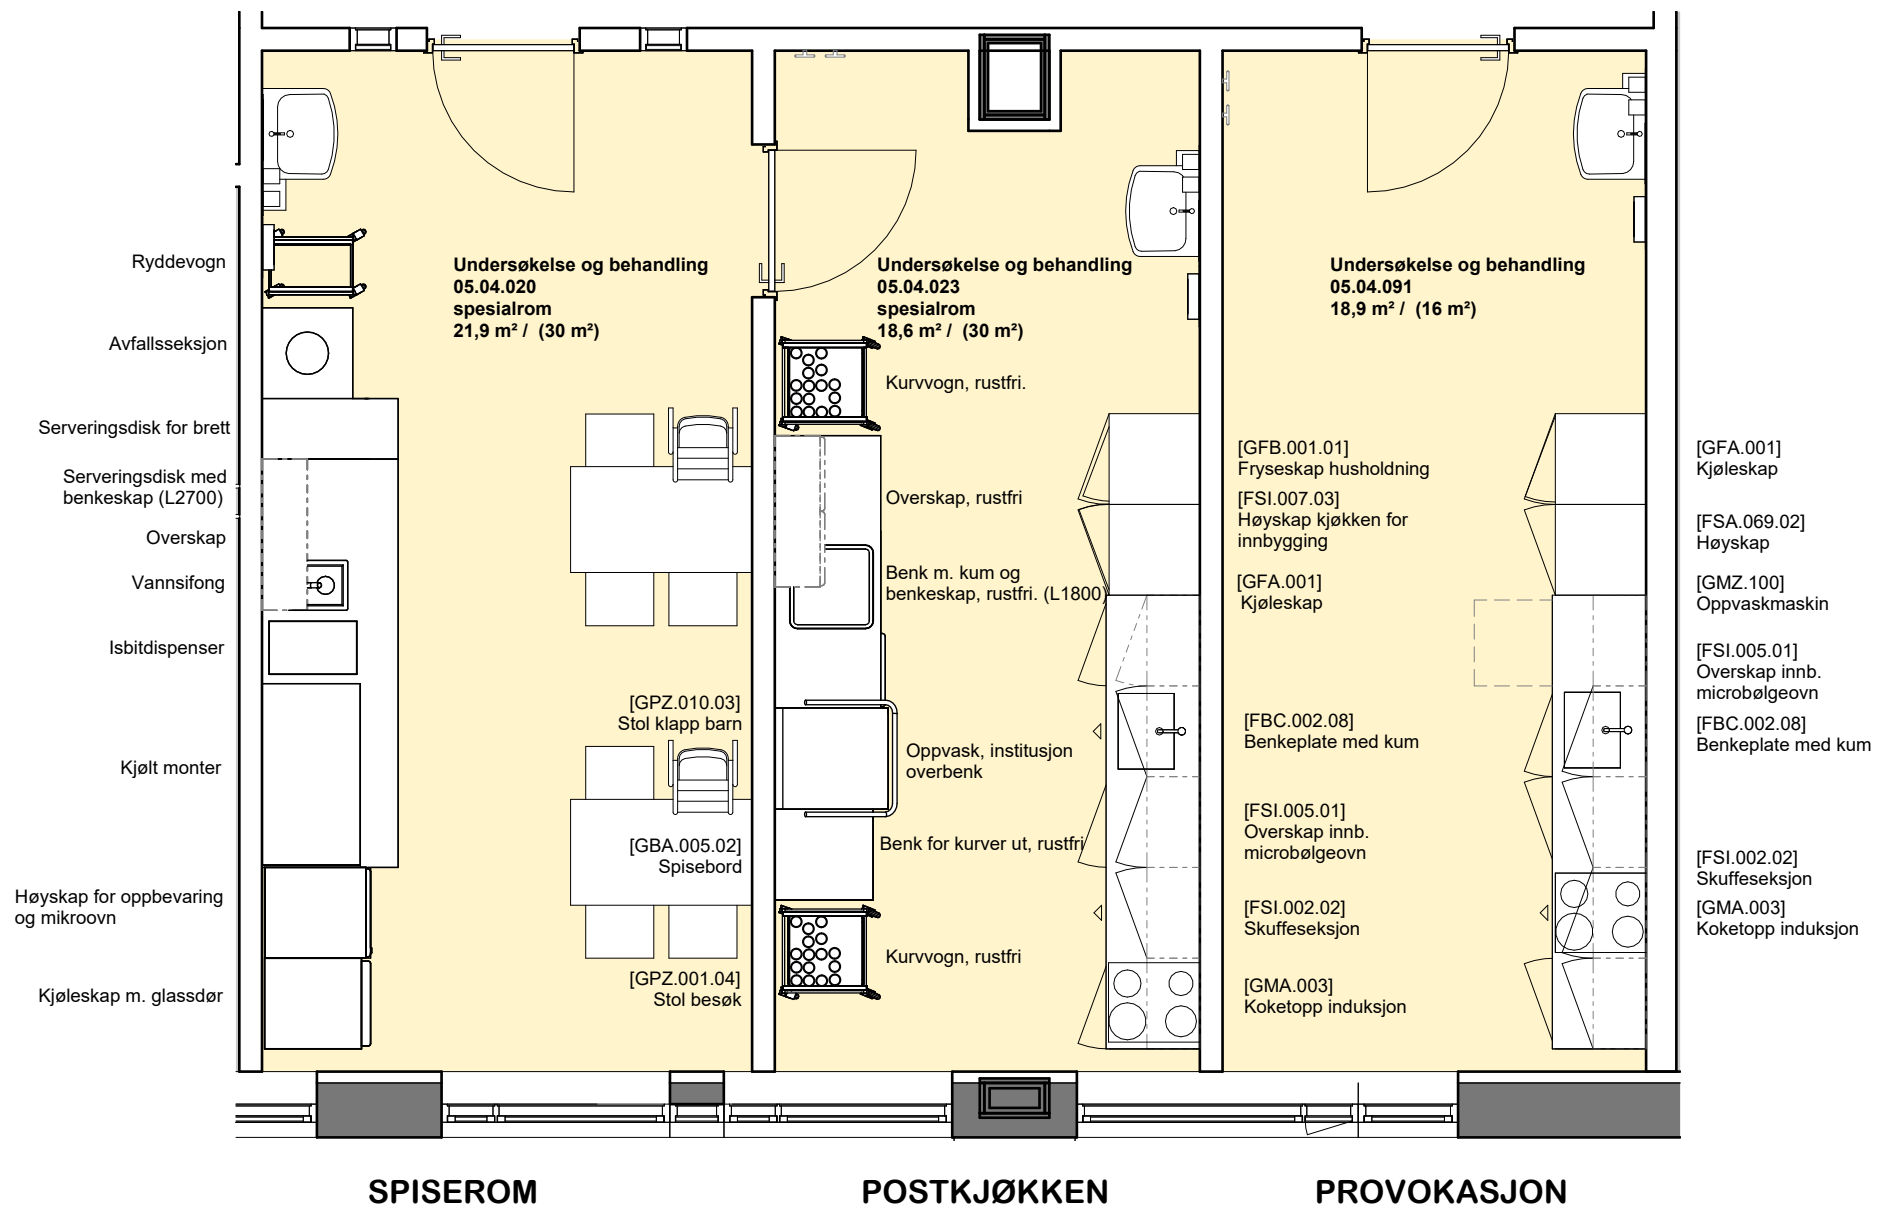 Ryddevogn
Avfallsseksjon
Serveringsdisk for brett
Serveringsdisk med
benkeskap (L2700)
Overskap
Vannsifong
Isbitdispenser
Kjølt monter
Høyskap for oppbevaring
og mikroovn
Kjøleskap m. glassdør
Undersøkelse og behandling
05.04.020
spesialrom
21,9 m² / (30 m²)
[GPZ.010.03]
Stol klapp barn
[GBA.005.02]
Spisebord
[GPZ.001.04]
Stol besøk
Undersøkelse og behandling
05.04.023
spesialrom
18,6 m² / (30 m²)
Kurvvogn, rustfri.
Overskap, rustfri
Benk m. kum og
benkeskap, rustfri. (L1800)
Oppvask, institusjon
overbenk
Benk for kurver ut, rustfri
Kurvvogn, rustfri
Undersøkelse og behandling
05.04.091
18,9 m² / (16 m²)
[GFB.001.01]
Fryseskap husholdning
[FSI.007.03]
Høyskap kjøkken for
innbygging
[GFA.001]
Kjøleskap
[FBC.002.08]
Benkeplate med kum
[FSI.005.01]
Overskap innb.
microbølgeovn
[FSI.002.02]
Skuffeseksjon
[GMA.003]
Koketopp induksjon
[GFA.001]
Kjøleskap
[FSA.069.02]
Høyskap
[GMZ.100]
Oppvaskmaskin
[FSI.005.01]
Overskap innb.
microbølgeovn
[FBC.002.08]
Benkeplate med kum
[FSI.002.02]
Skuffeseksjon
[GMA.003]
Koketopp induksjon
SPISEROM
POSTKJØKKEN
PROVOKASJON